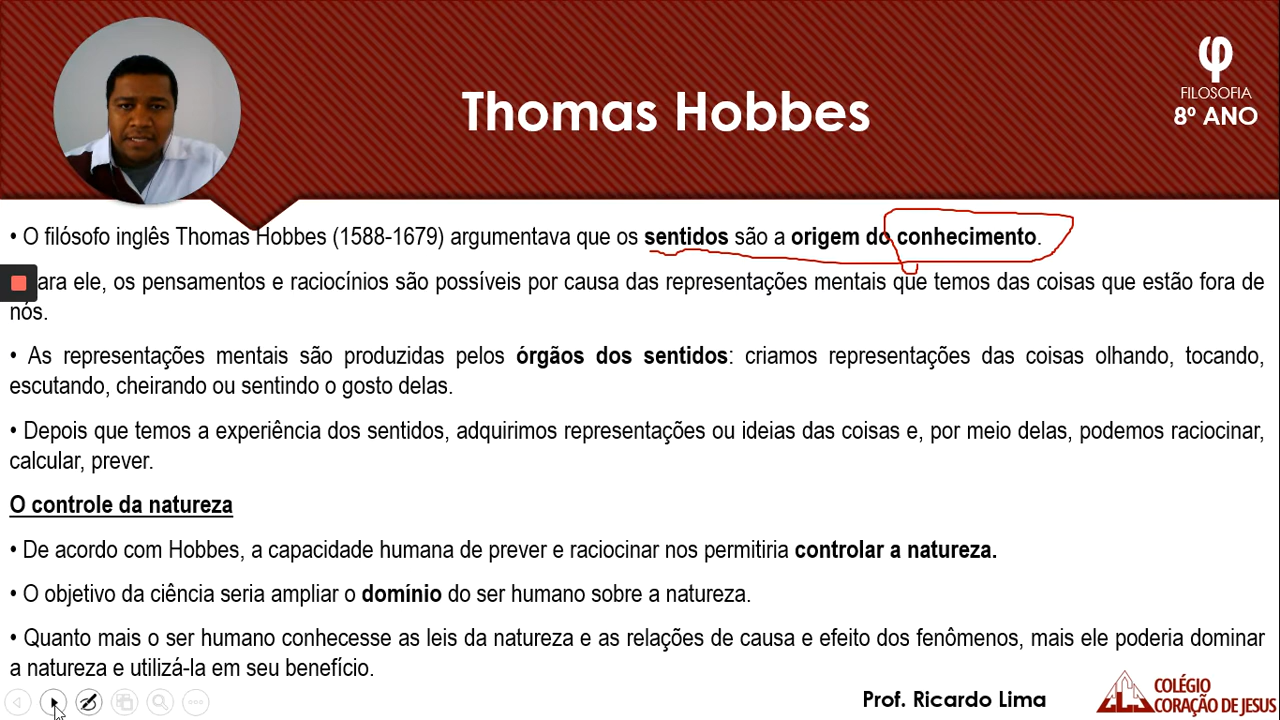 φ
FILOSOFIA
8º ANO
Thomas Hobbes
• O filósofo inglês Thomas Hobbes (1588-1679) argumentava que os sentidos são a origem do conhecimento.
ara ele, os pensamentos e raciocínios são possíveis por causa das representações mentais que temos das coisas que estão fora de
nós.
• As representações mentais são produzidas pelos órgãos dos sentidos: criamos representações das coisas olhando, tocando,
escutando, cheirando ou sentindo o gosto delas.
• Depois que temos a experiência dos sentidos, adquirimos representações ou ideias das coisas e, por meio delas, podemos raciocinar,
calcular, prever.
O controle da natureza
• De acordo com Hobbes, a capacidade humana de prever e raciocinar nos permitiria controlar a natureza.
• O objetivo da ciência seria ampliar o domínio do ser humano sobre a natureza.
• Quanto mais o ser humano conhecesse as leis da natureza e as relações de causa e efeito dos fenômenos, mais ele poderia dominar
a natureza e utilizá-la em seu benefício.
Prof. Ricardo Lima
COLÉGIO
CORAÇÃO DE JESUS